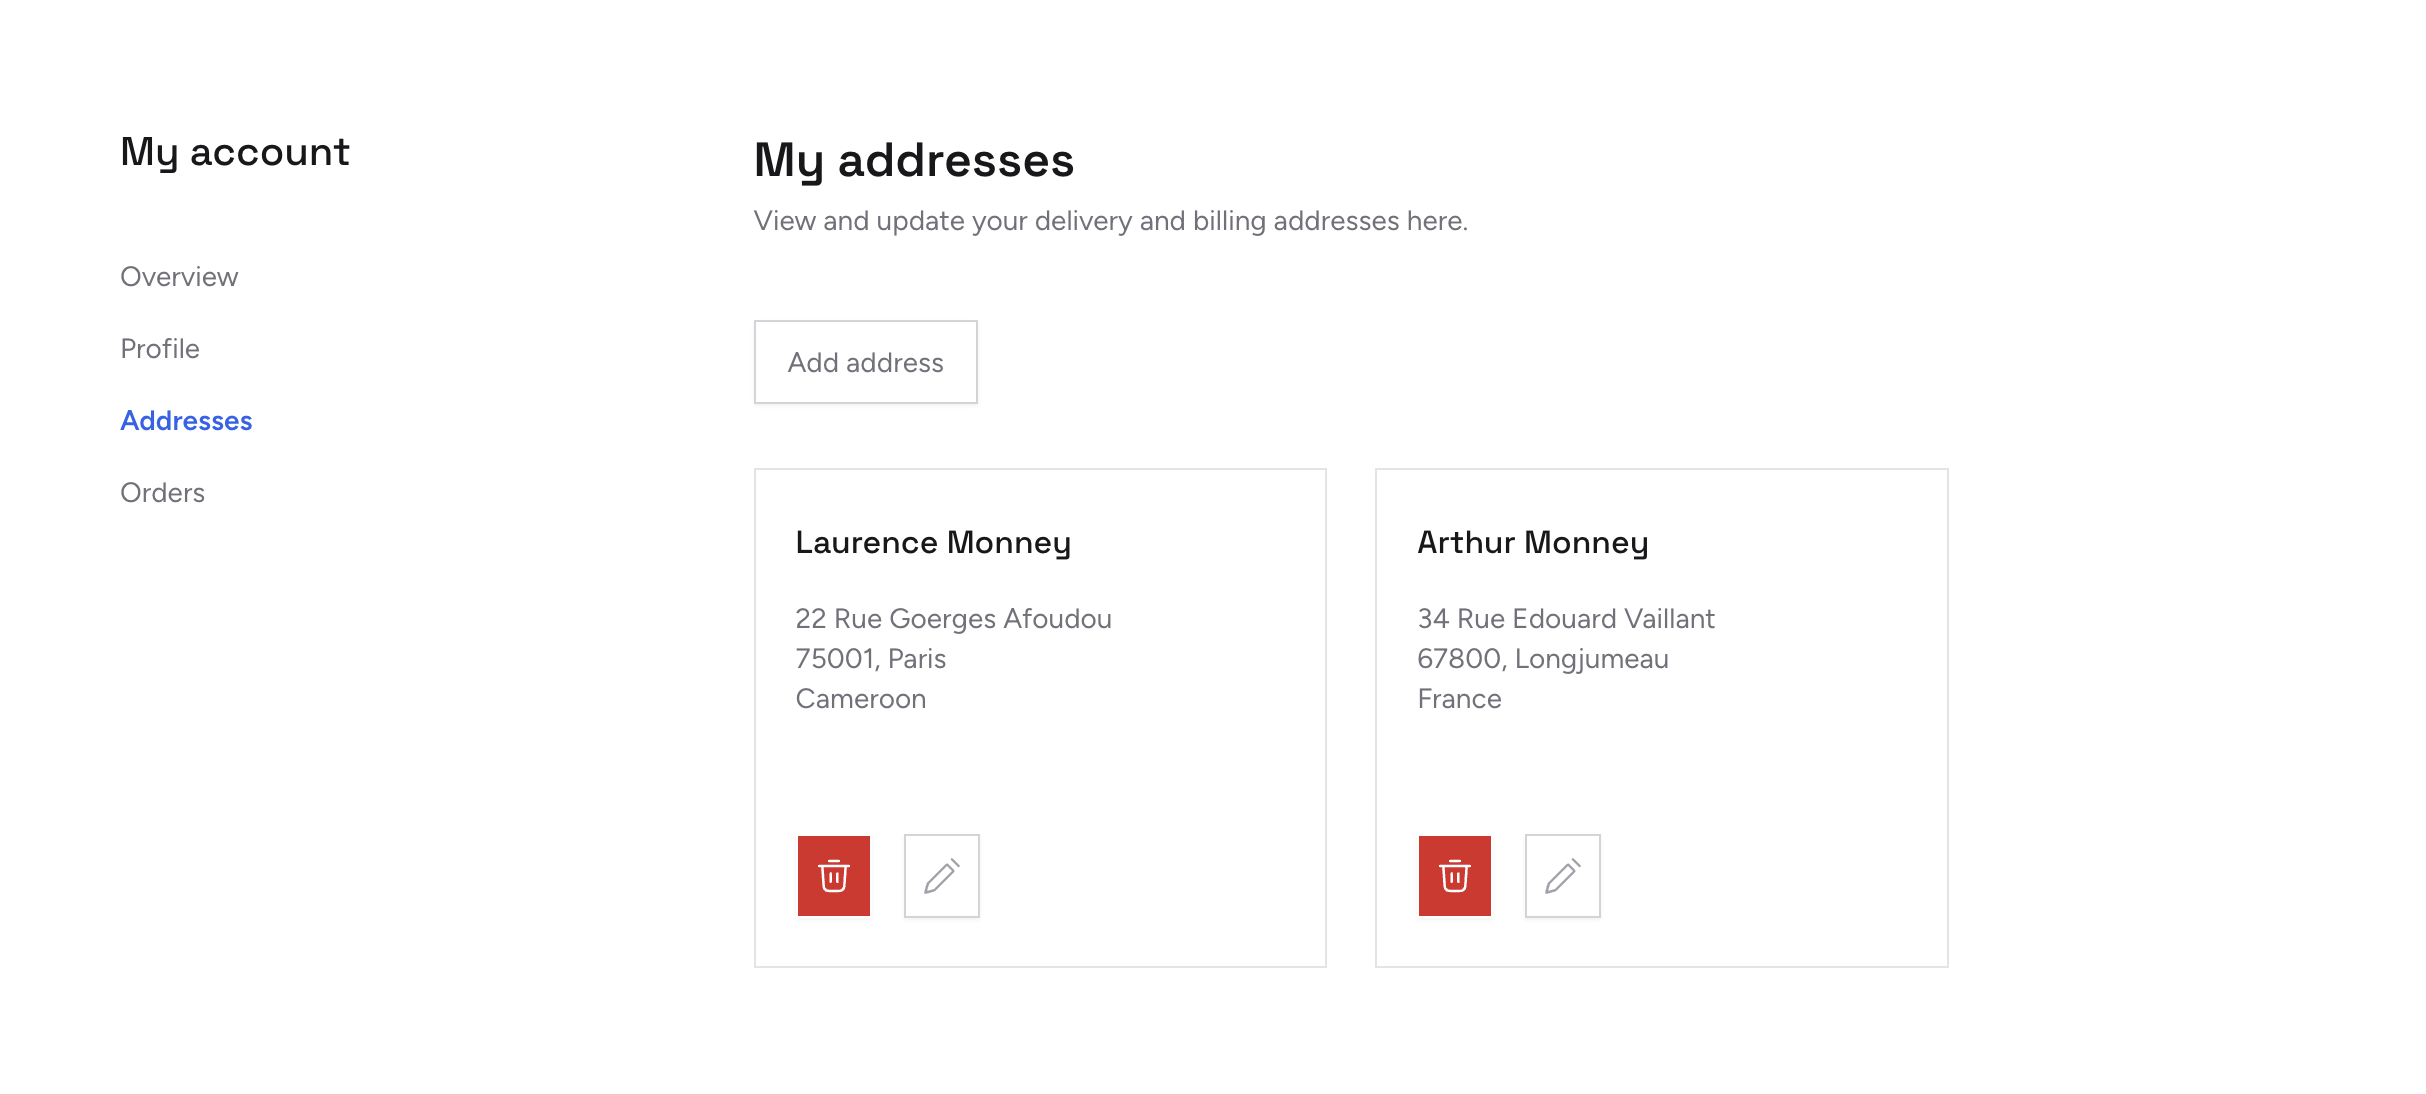 My account
Overview
Profile
Addresses
Orders
My addresses
View and update your delivery and billing addresses here.
Add address
Laurence Monney
22 Rue Goerges Afoudou
75001, Paris
Cameroon
Arthur Monney
34 Rue Edouard Vaillant
67800, Longjumeau
France